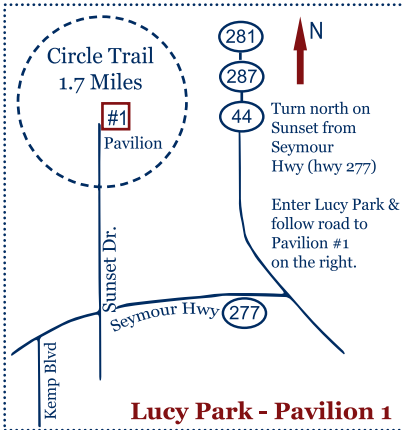 Circle Trail
1.7 Miles
#1
Pavilion
281
287
44
N
Turn north on
Sunset from
Seymour
Hwy (hwy 277)
Enter Lucy Park &
follow road to
Pavilion #1
on the right.
Sunset Dr.
Seymour Hwy
277
Kemp Blvd
Lucy Park - Pavilion 1